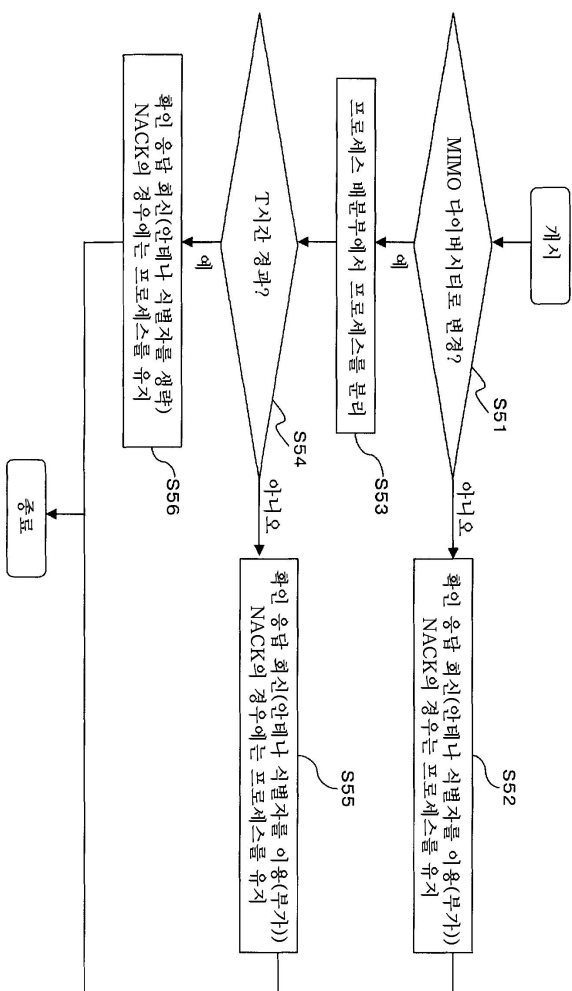 개시
MIMO 다이버시티로 변경?
S51
아니오
예
확인 응답 회신(안테나 식별자를 이용(부가))
NACK의 경우는 프로세스를 유지
S52
프로세스 배분부에서 프로세스를 분리
S53
T시간 경과?
S54
아니오
예
확인 응답 회신(안테나 식별자를 이용(부가))
NACK의 경우에는 프로세스를 유지
S55
확인 응답 회신(안테나 식별자를 생략)
NACK의 경우에는 프로세스를 유지
S56
종료